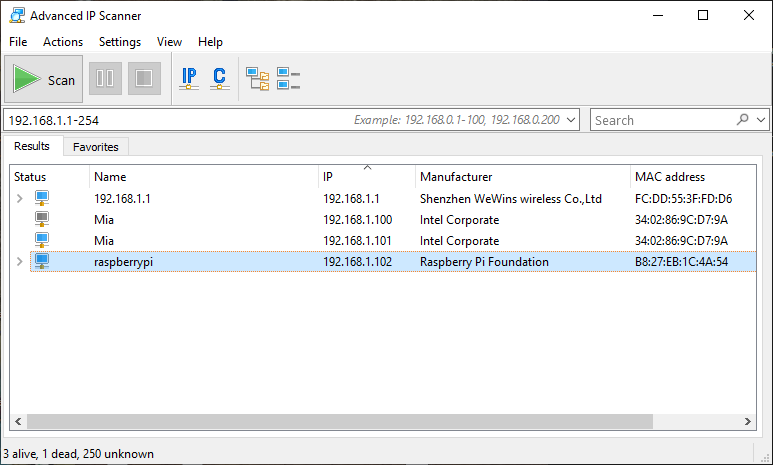 Advanced IP Scanner
File Actions Settings View Help
Scan IP C
192.168.1.1-254 Example: 192.168.0.1-100, 192.168.0.200 Search
Results Favorites
Status Name IP Manufacturer MAC address
192.168.1.1 192.168.1.1 Shenzhen WeWins wireless Co.,Ltd FC:DD:55:3F:FD:D6
Mia 192.168.1.100 Intel Corporate 34:02:86:9C:D7:9A
Mia 192.168.1.101 Intel Corporate 34:02:86:9C:D7:9A
raspberrypi 192.168.1.102 Raspberry Pi Foundation B8:27:EB:1C:4A:54
3 alive, 1 dead, 250 unknown